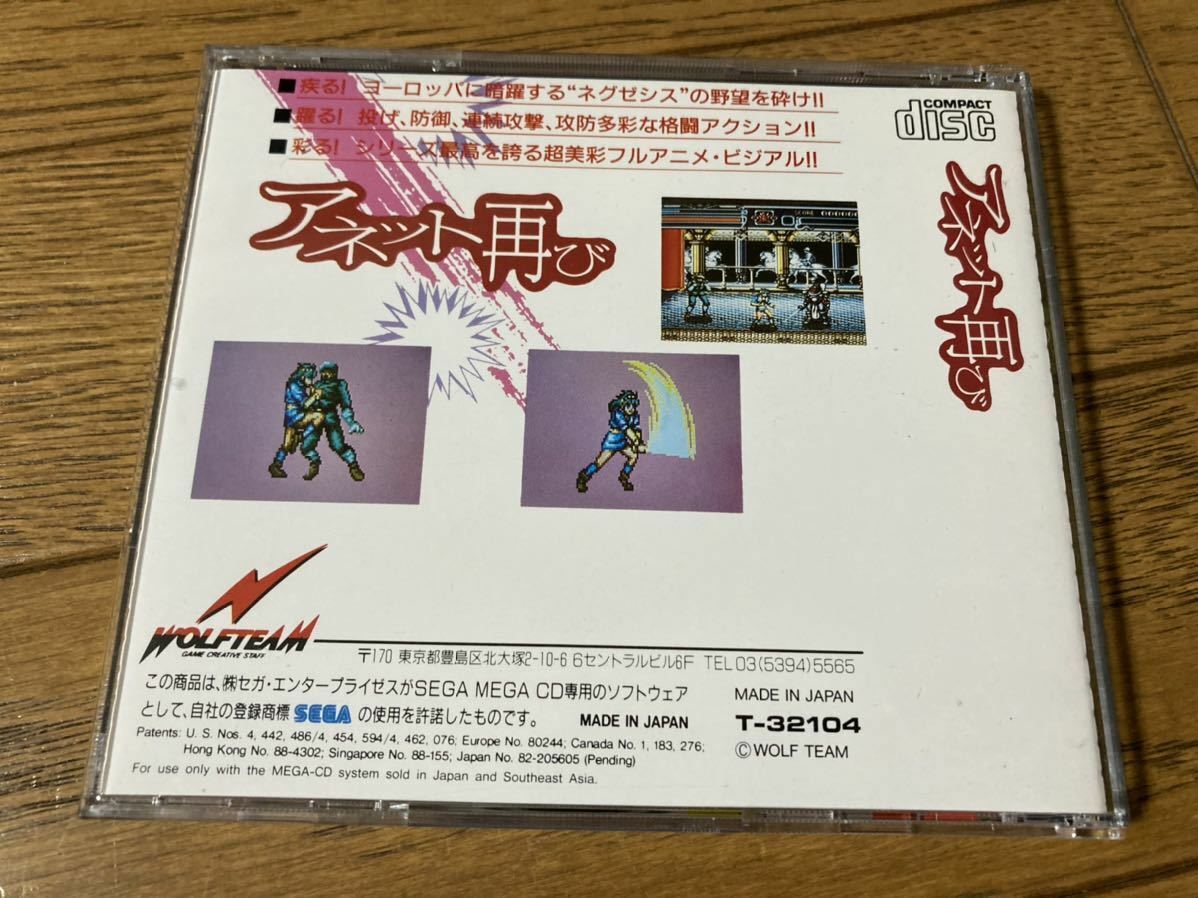 ■疾る! ヨーロッパに暗躍する“ネグゼシス”の野望を砕け!!
■躍る! 投げ、防御、連続攻撃、攻防多彩な格闘アクション!!
■彩る! シリーズ最高を誇る超美彩フルアニメ・ビジアル!!
COMPACT
disc
アネット再び
アネット再び
SCORE
WOLFTEAM
GAME CREATIVE STAFF
〒170 東京都豊島区北大塚2-10-6 6セントラルビル6F TEL 03(5394)5565
この商品は、㈱セガ・エンタープライゼスがSEGA MEGA CD専用のソフトウェア
として、自社の登録商標 SEGA の使用を許諾したものです。 MADE IN JAPAN
MADE IN JAPAN
T-32104
Ⓒ WOLF TEAM
Patents: U. S. Nos. 4, 442, 486/4, 454, 594/4, 462, 076; Europe No. 80244; Canada No. 1, 183, 276;
Hong Kong No. 88-4302; Singapore No. 88-155; Japan No. 82-205605 (Pending)
For use only with the MEGA-CD system sold in Japan and Southeast Asia.